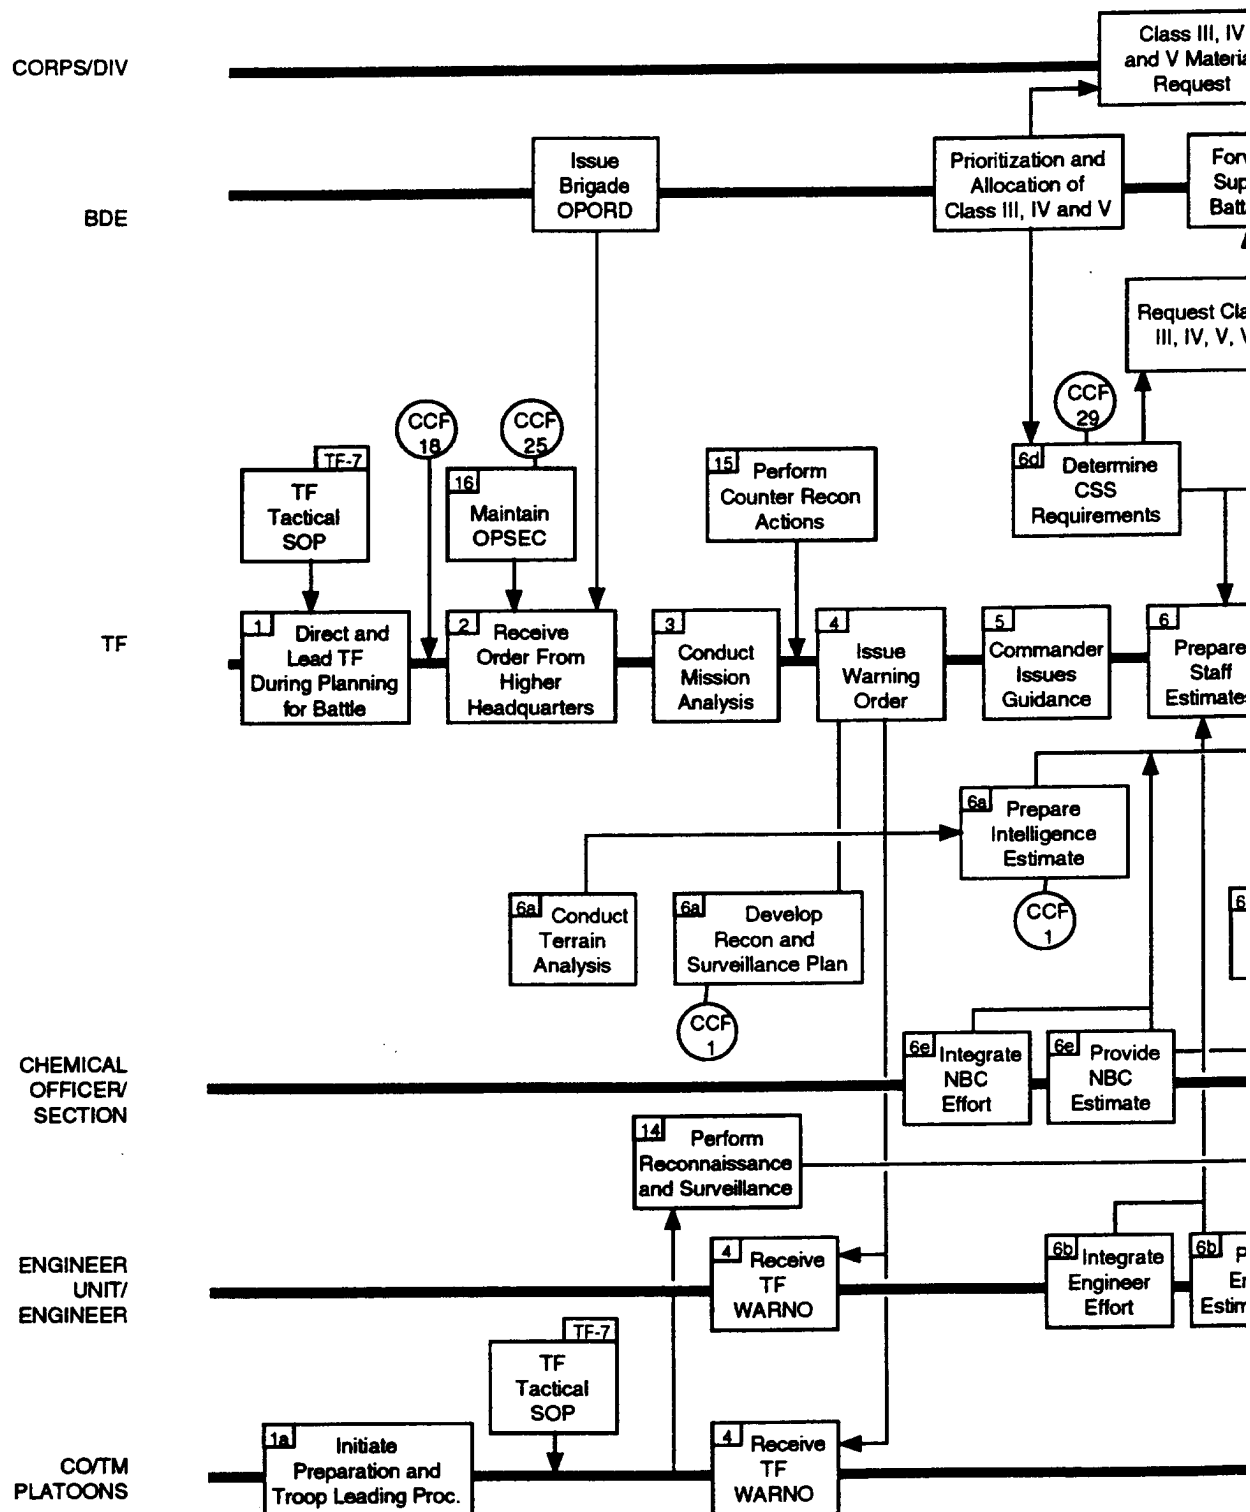 Class III, IV
and V Materia
Request
CORPS/DIV
Issue
Brigade
OPORD
Prioritization and
Allocation of
Class III, IV and V
Forv
Sup
Batt
BDE
Request Cla
III, IV, V, V
CCF
18
CCF
25
CCF
29
TF-7
TF
Tactical
SOP
16
Maintain
OPSEC
15
Perform
Counter Recon
Actions
6d
Determine
CSS
Requirements
TF
1
Direct and
Lead TF
During Planning
for Battle
2
Receive
Order From
Higher
Headquarters
3
Conduct
Mission
Analysis
4
Issue
Warning
Order
5
Commander
Issues
Guidance
6
Prepare
Staff
Estimates
6a
Prepare
Intelligence
Estimate
CCF
1
6a
Conduct
Terrain
Analysis
6a
Develop
Recon and
Surveillance Plan
CCF
1
6
CHEMICAL
OFFICER/
SECTION
6e
Integrate
NBC
Effort
6e
Provide
NBC
Estimate
14
Perform
Reconnaissance
and Surveillance
ENGINEER
UNIT/
ENGINEER
4
Receive
TF
WARNO
6b
Integrate
Engineer
Effort
6b
P
En
Estim
TF-7
TF
Tactical
SOP
CO/TM
PLATOONS
1a
Initiate
Preparation and
Troop Leading Proc.
4
Receive
TF
WARNO